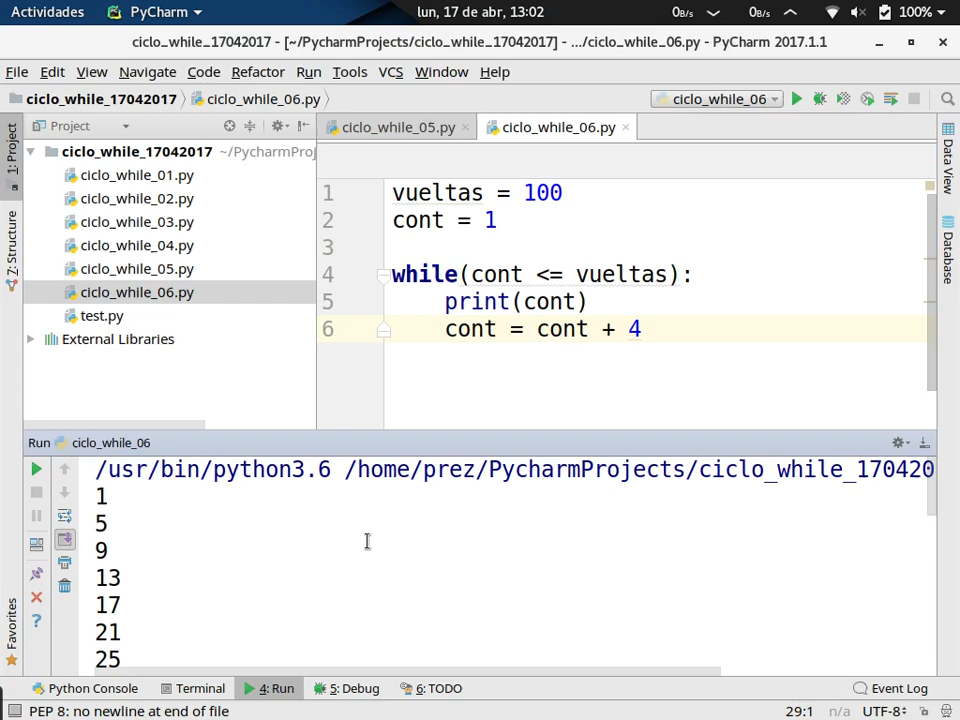 Actividades PyCharm lun, 17 de abr, 13:02 0B/s 0B/s 100%
ciclo_while_17042017 - [~/PycharmProjects/ciclo_while_17042017] - .../ciclo_while_06.py - PyCharm 2017.1.1
File Edit View Navigate Code Refactor Run Tools VCS Window Help
ciclo_while_17042017 ciclo_while_06.py ciclo_while_06
1: Project
Project
ciclo_while_05.py ciclo_while_06.py
ciclo_while_17042017 ~/PycharmProj
ciclo_while_01.py
ciclo_while_02.py
ciclo_while_03.py
ciclo_while_04.py
ciclo_while_05.py
ciclo_while_06.py
test.py
External Libraries
7: Structure
Favorites
Data View
Database
1 vueltas = 100
2 cont = 1
3
4 while(cont <= vueltas):
5 print(cont)
6 cont = cont + 4
Run ciclo_while_06
/usr/bin/python3.6 /home/prez/PycharmProjects/ciclo_while_170420
1
5
9
13
17
21
25
Python Console Terminal 4: Run 5: Debug 6: TODO Event Log
PEP 8: no newline at end of file 29:1 n/a UTF-8